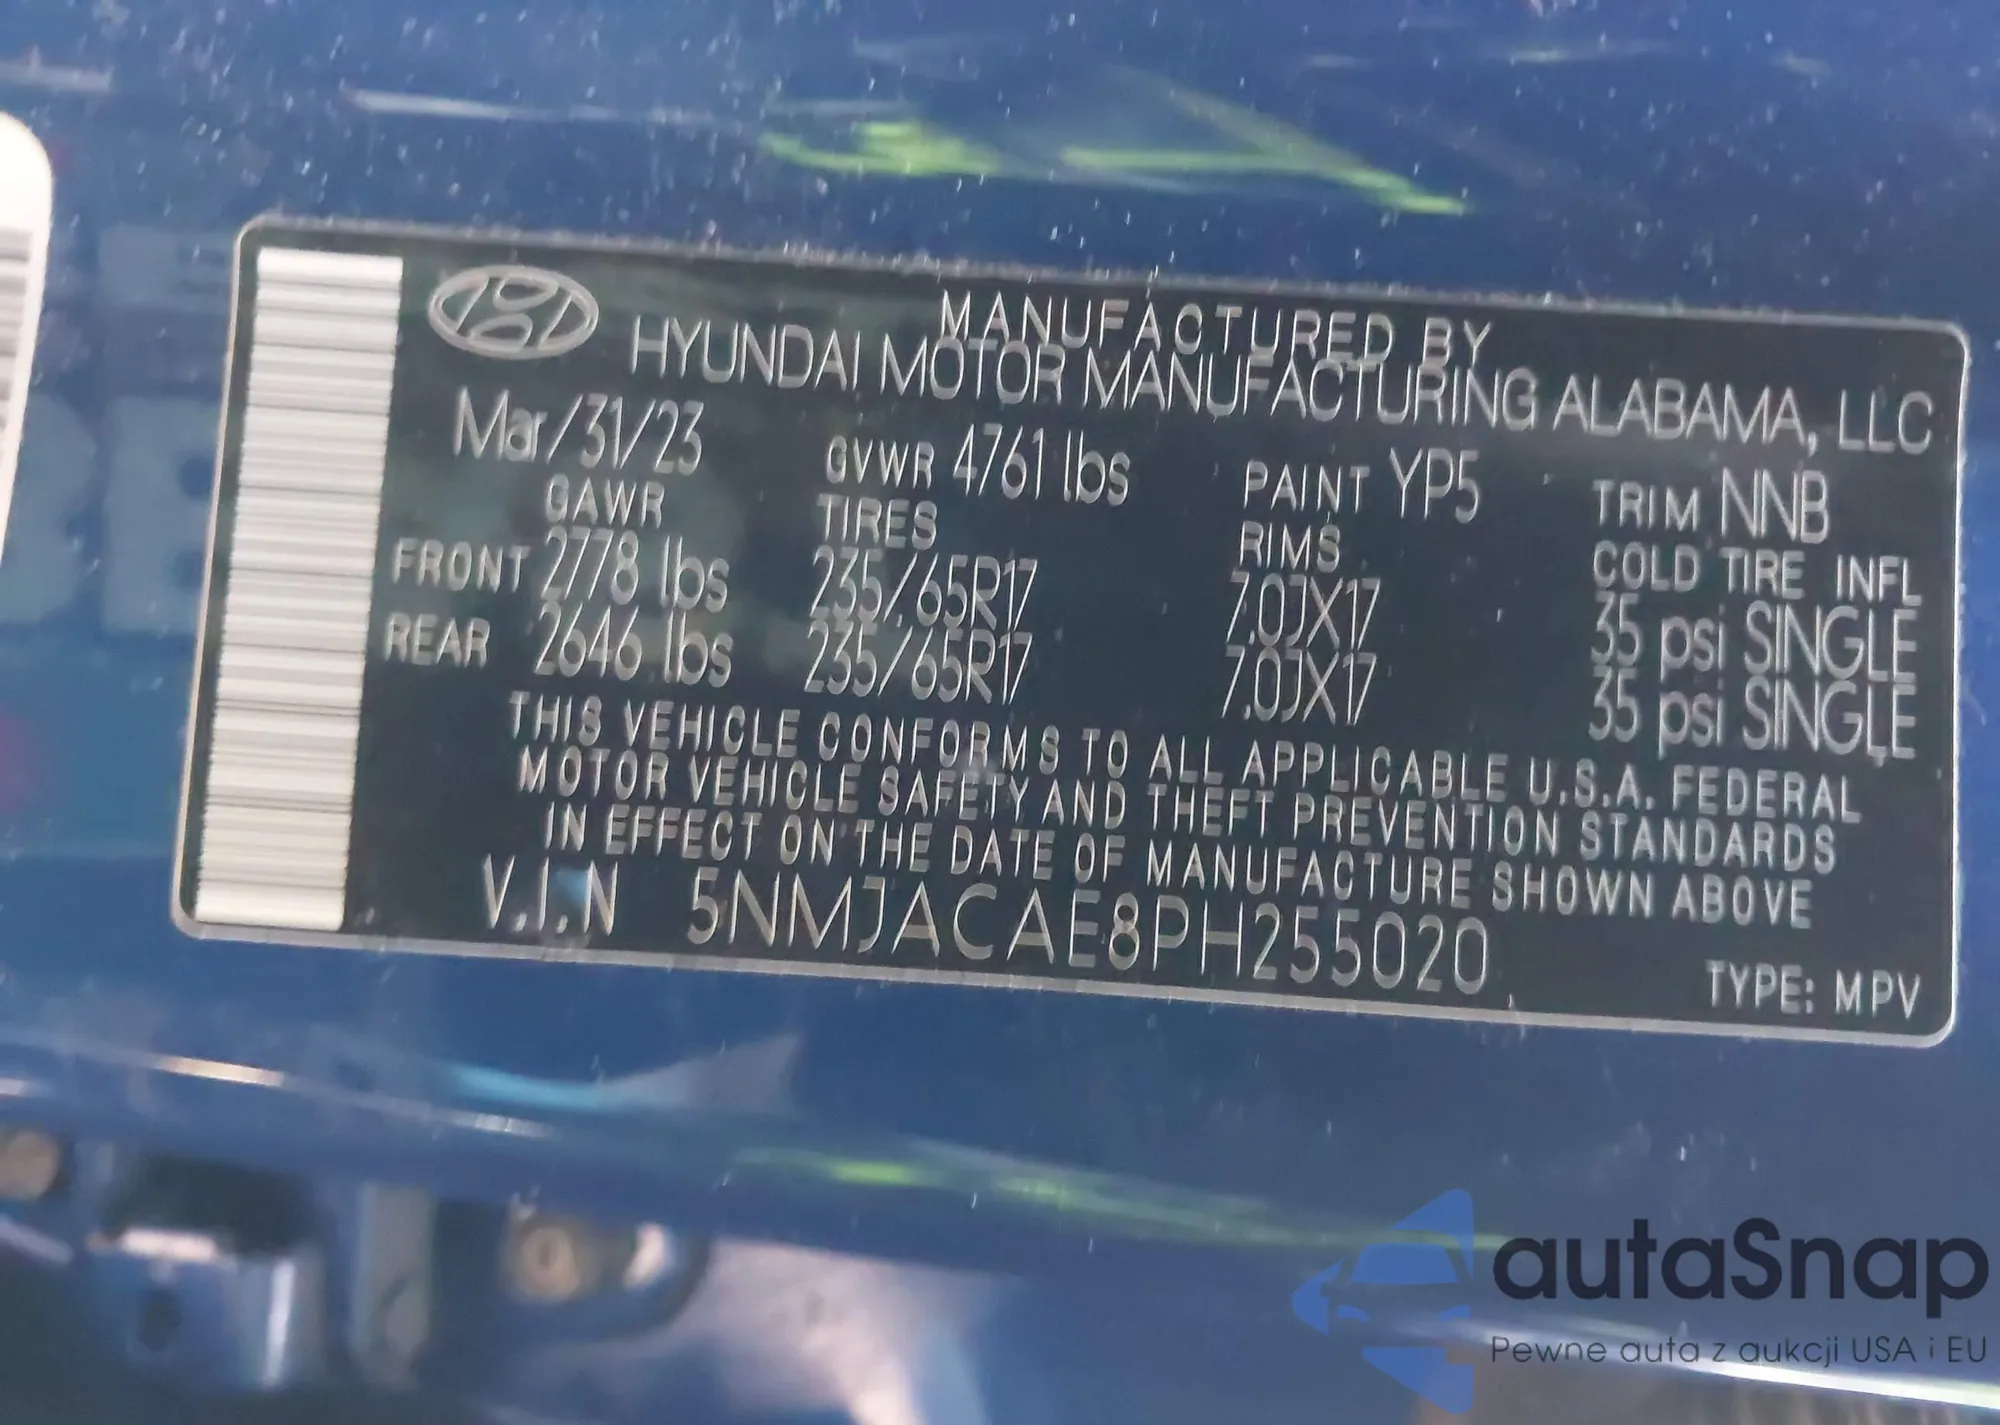 MANUFACTURED BY
HYUNDAI MOTOR MANUFACTURING ALABAMA, LLC
Mar/31/23 GVWR 4761 lbs PAINT YP5 TRIM NNB
GAWR TIRES RIMS COLD TIRE INFL
FRONT 2778 lbs 235/65R17 7.0JX17 35 psi SINGLE
REAR 2646 lbs 235/65R17 7.0JX17 35 psi SINGLE
THIS VEHICLE CONFORMS TO ALL APPLICABLE U.S.A. FEDERAL
MOTOR VEHICLE SAFETY AND THEFT PREVENTION STANDARDS
IN EFFECT ON THE DATE OF MANUFACTURE SHOWN ABOVE
V.I.N 5NMJACAE8PH255020
TYPE: MPV
autaSnap
Pewne auta z aukcji USA i EU